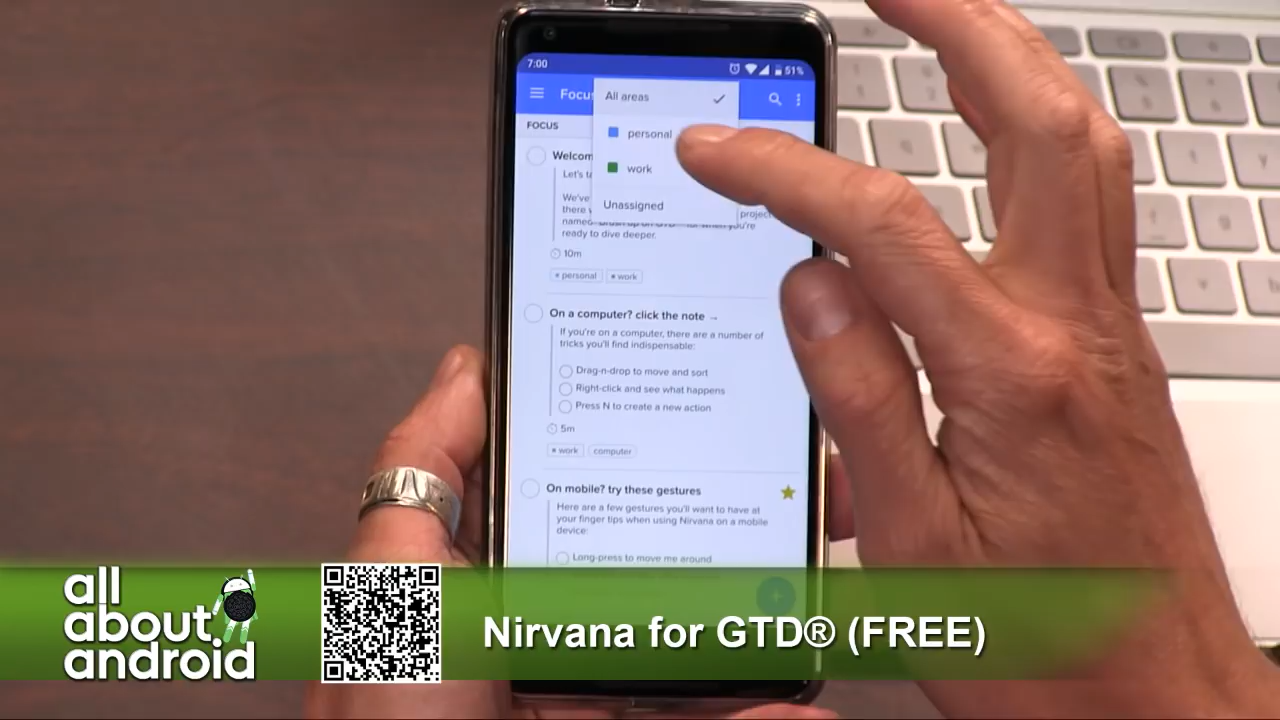 7:00
51%
Focus
All areas
personal
work
Unassigned
FOCUS
Welcom
Let's ta
We've
there
project
name
when you're
ready to dive deeper.
10m
personal
work
On a computer? click the note →
If you're on a computer, there are a number of
tricks you'll find indispensable:
Drag-n-drop to move and sort
Right-click and see what happens
Press N to create a new action
5m
work
computer
On mobile? try these gestures
Here are a few gestures you'll want to have at
your finger tips when using Nirvana on a mobile
device:
Long-press to move me around
all
about
android
Nirvana for GTD® (FREE)